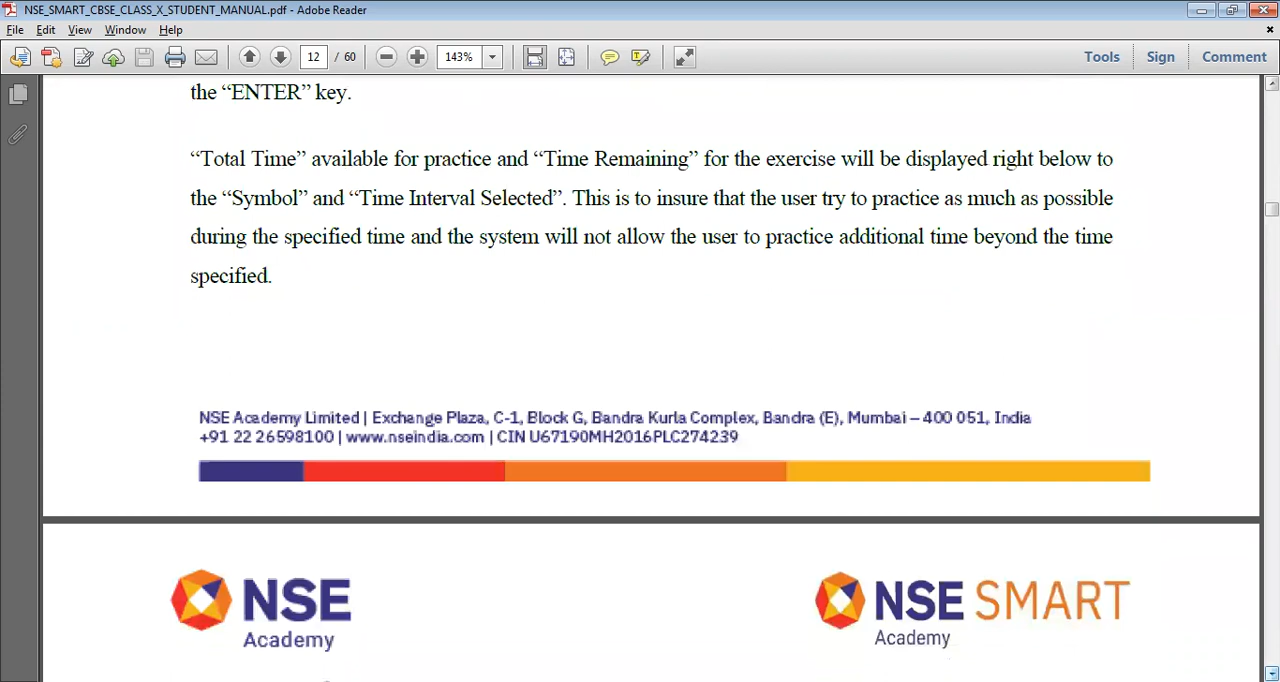 NSE_SMART_CBSE_CLASS_X_STUDENT_MANUAL.pdf - Adobe Reader
File Edit View Window Help
12 / 60 143% Tools Sign Comment
the “ENTER” key.
“Total Time” available for practice and “Time Remaining” for the exercise will be displayed right below to
the “Symbol” and “Time Interval Selected”. This is to insure that the user try to practice as much as possible
during the specified time and the system will not allow the user to practice additional time beyond the time
specified.
NSE Academy Limited | Exchange Plaza, C-1, Block G, Bandra Kurla Complex, Bandra (E), Mumbai – 400 051, India
+91 22 26598100 | www.nseindia.com | CIN U67190MH2016PLC274239
NSE
Academy
NSE SMART
Academy